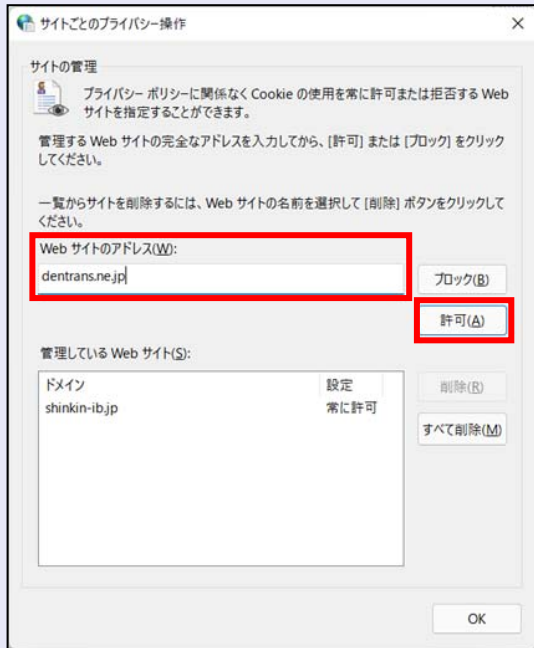 サイトごとのプライバシー操作
サイトの管理
プライバシー ポリシーに関係なく Cookie の使用を常に許可または拒否する Web
サイトを指定することができます。
管理する Web サイトの完全なアドレスを入力してから、[許可] または [ブロック] をクリック
してください。
一覧からサイトを削除するには、Web サイトの名前を選択して [削除] ボタンをクリックして
ください。
Web サイトのアドレス(W):
dentrans.ne.jp
ブロック(B)
許可(A)
管理している Web サイト(S):
ドメイン 設定
shinkin-ib.jp 常に許可
削除(R)
すべて削除(M)
OK